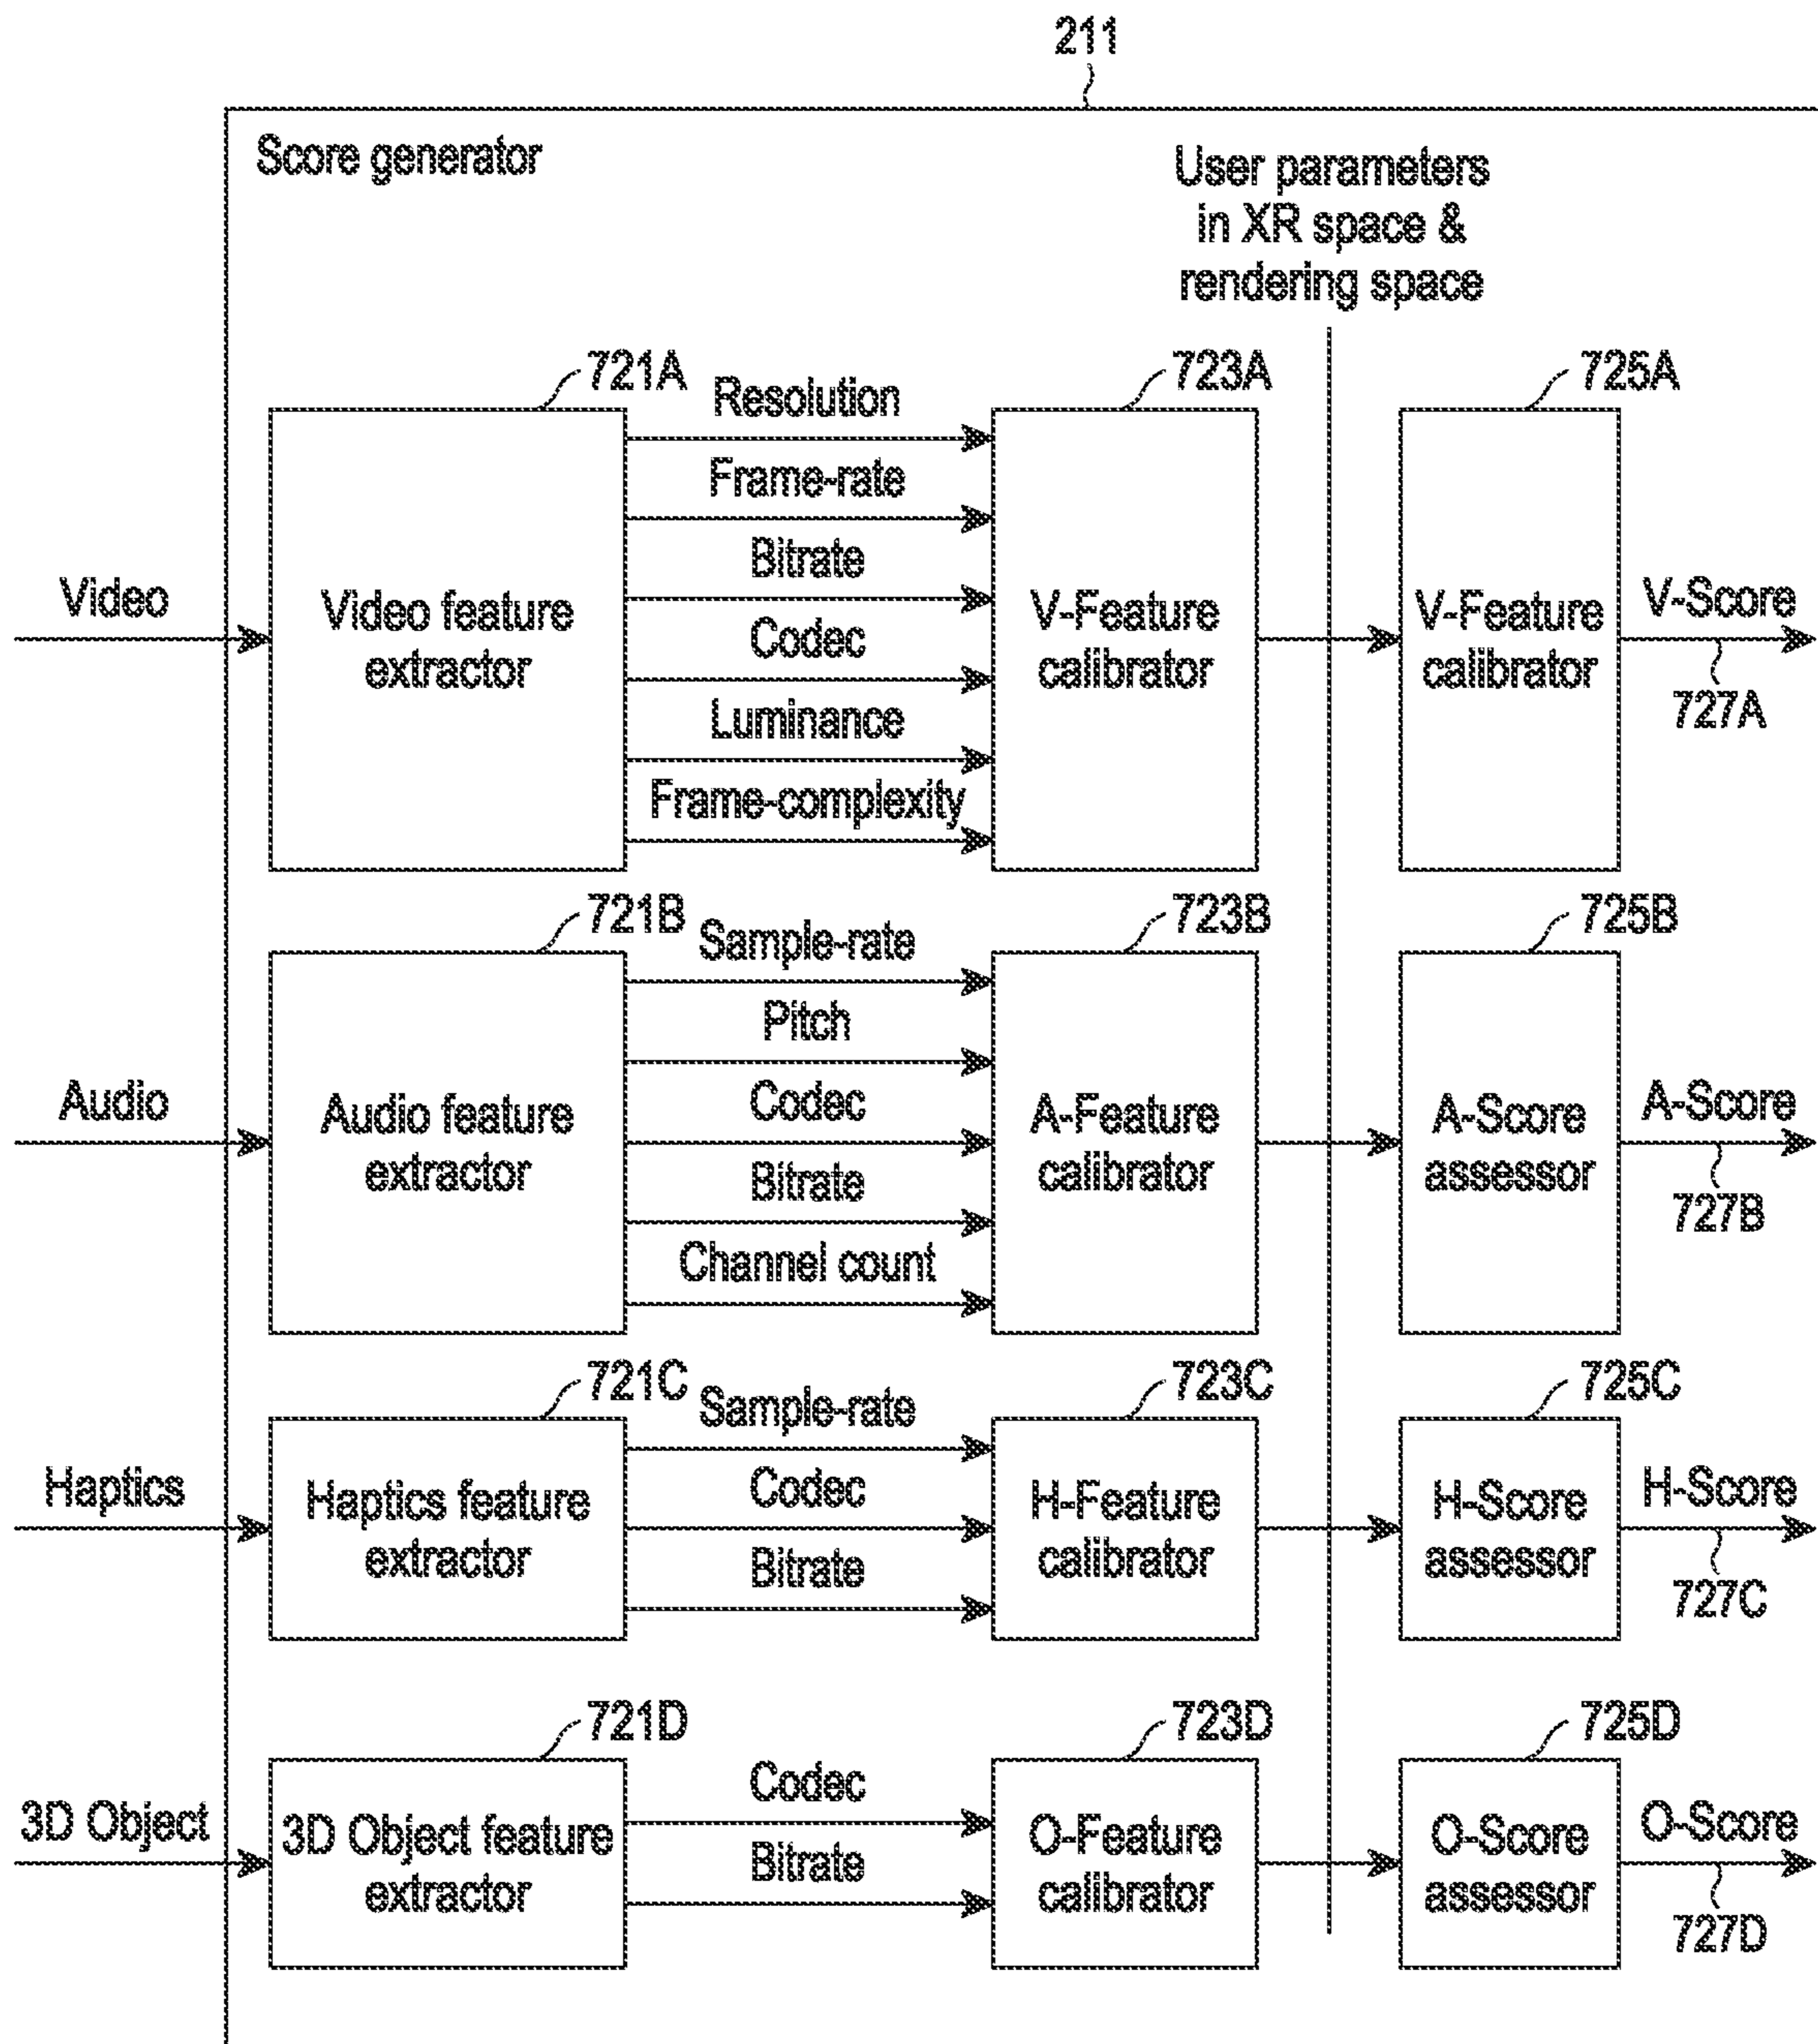 211
Score generator
User parameters
in XR space &
rendering space
721A
Resolution
Frame-rate
Bitrate
Codec
Luminance
Frame-complexity
723A
725A
Video
Video feature
extractor
V-Feature
calibrator
V-Feature
calibrator
V-Score
727A
721B
Sample-rate
Pitch
Codec
Bitrate
Channel count
723B
725B
Audio
Audio feature
extractor
A-Feature
calibrator
A-Score
assessor
A-Score
727B
721C
Sample-rate
Codec
Bitrate
723C
725C
Haptics
Haptics feature
extractor
H-Feature
calibrator
H-Score
assessor
H-Score
727C
721D
Codec
Bitrate
723D
725D
3D Object
3D Object feature
extractor
O-Feature
calibrator
O-Score
assessor
O-Score
727D